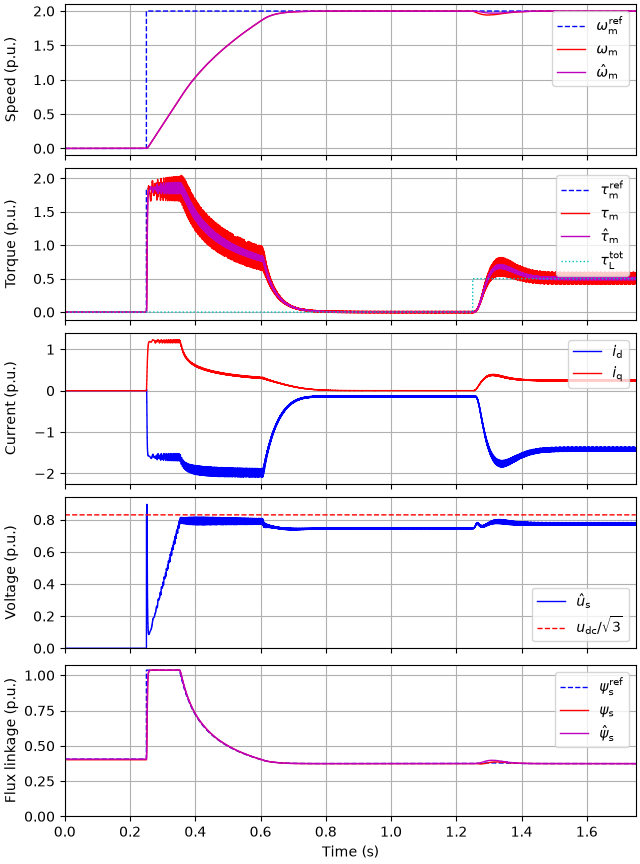 Speed (p.u.)
2.0
1.5
1.0
0.5
0.0
ω_m^ref
ω_m
ω̂_m
Torque (p.u.)
2.0
1.5
1.0
0.5
0.0
τ_m^ref
τ_m
τ̂_m
τ_L^tot
Current (p.u.)
1
0
−1
−2
i_d
i_q
Voltage (p.u.)
0.8
0.6
0.4
0.2
0.0
û_s
u_dc/√3
Flux linkage (p.u.)
1.00
0.75
0.50
0.25
0.00
ψ_s^ref
ψ_s
ψ̂_s
0.0 0.2 0.4 0.6 0.8 1.0 1.2 1.4 1.6
Time (s)